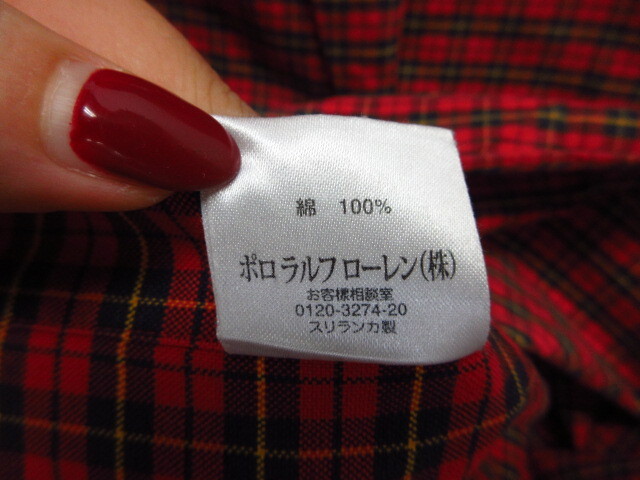 綿 100%
ポロ ラルフ ローレン(株)
お客様相談室
0120-3274-20
スリランカ製